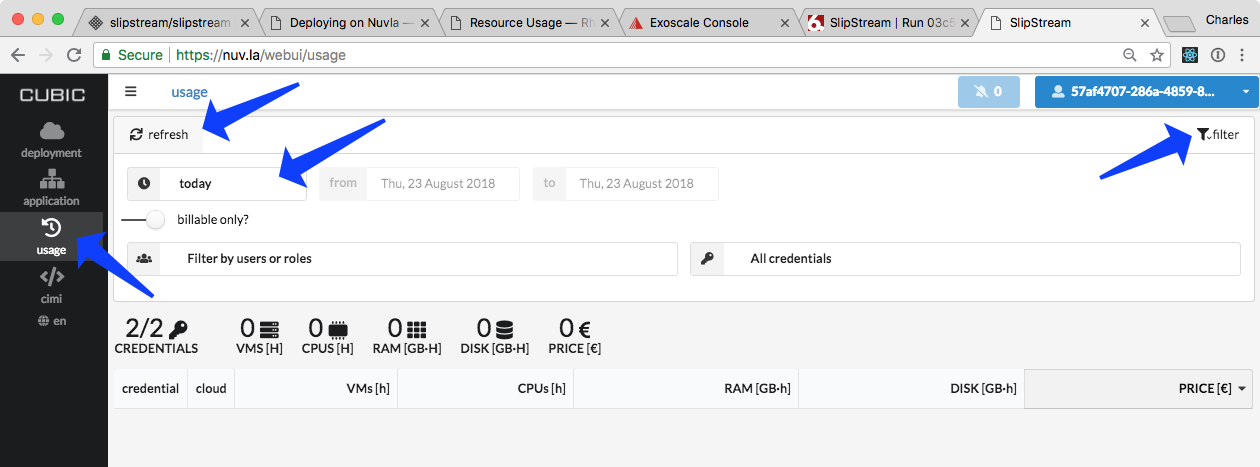 slipstream/slipstream
Deploying on Nuvla —
Resource Usage — Rh
Exoscale Console
SlipStream | Run 03c5
SlipStream
Charles
Secure https://nuv.la/webui/usage
CUBIC
usage
0
57af4707-286a-4859-8...
deployment
refresh
filter
application
today
from
Thu, 23 August 2018
to
Thu, 23 August 2018
billable only?
usage
Filter by users or roles
All credentials
cimi
en
2/2
0
0
0
0
0 €
CREDENTIALS
VMS [H]
CPUS [H]
RAM [GB·H]
DISK [GB·H]
PRICE [€]
credential
cloud
VMs [h]
CPUs [h]
RAM [GB·h]
DISK [GB·h]
PRICE [€]